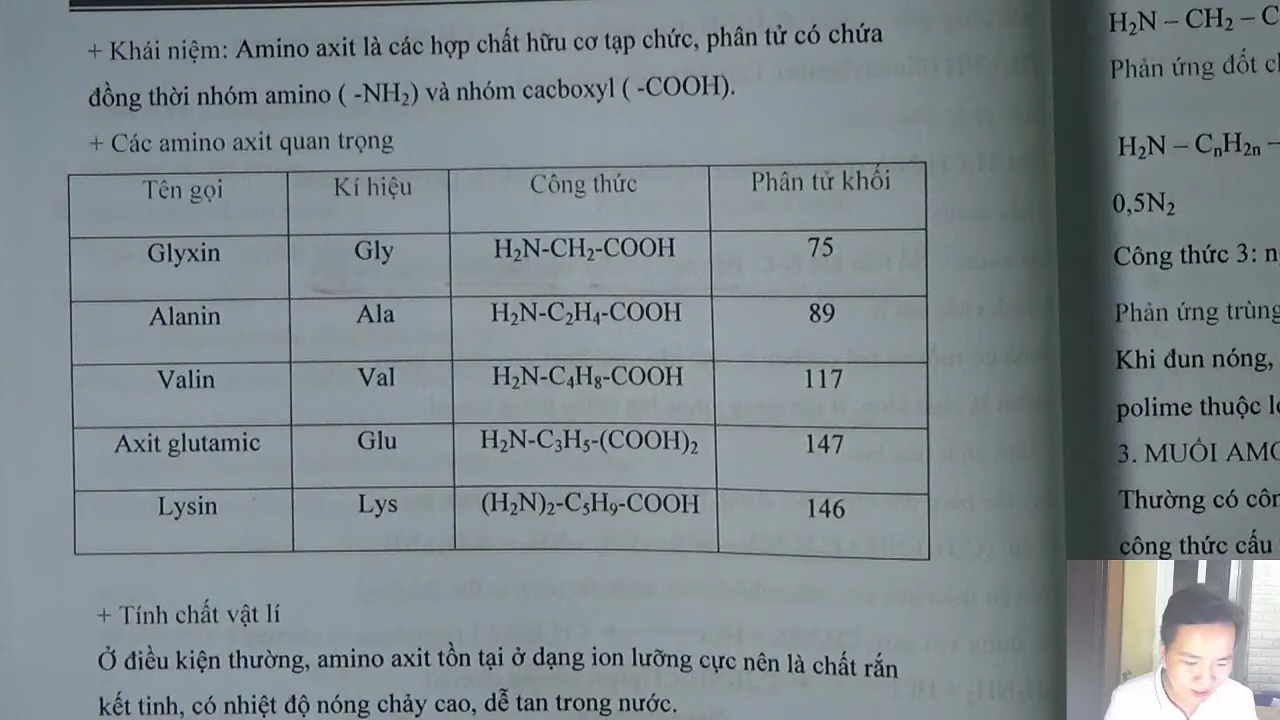 + Khái niệm: Amino axit là các hợp chất hữu cơ tạp chức, phân tử có chứa
đồng thời nhóm amino ( -NH₂) và nhóm cacboxyl ( -COOH).
+ Các amino axit quan trọng
Tên gọi Kí hiệu Công thức Phân tử khối
Glyxin Gly H₂N-CH₂-COOH 75
Alanin Ala H₂N-C₂H₄-COOH 89
Valin Val H₂N-C₄H₈-COOH 117
Axit glutamic Glu H₂N-C₃H₅-(COOH)₂ 147
Lysin Lys (H₂N)₂-C₅H₉-COOH 146
+ Tính chất vật lí
Ở điều kiện thường, amino axit tồn tại ở dạng ion lưỡng cực nên là chất rắn
kết tinh, có nhiệt độ nóng chảy cao, dễ tan trong nước.
H₂N – CH₂ – C
Phản ứng đốt
H₂N – CₙH₂ₙ –
0,5N₂
Công thức 3: n
Phản ứng trùng
Khi đun nóng,
polime thuộc
3. MUỐI
Thường có
công thức cấu